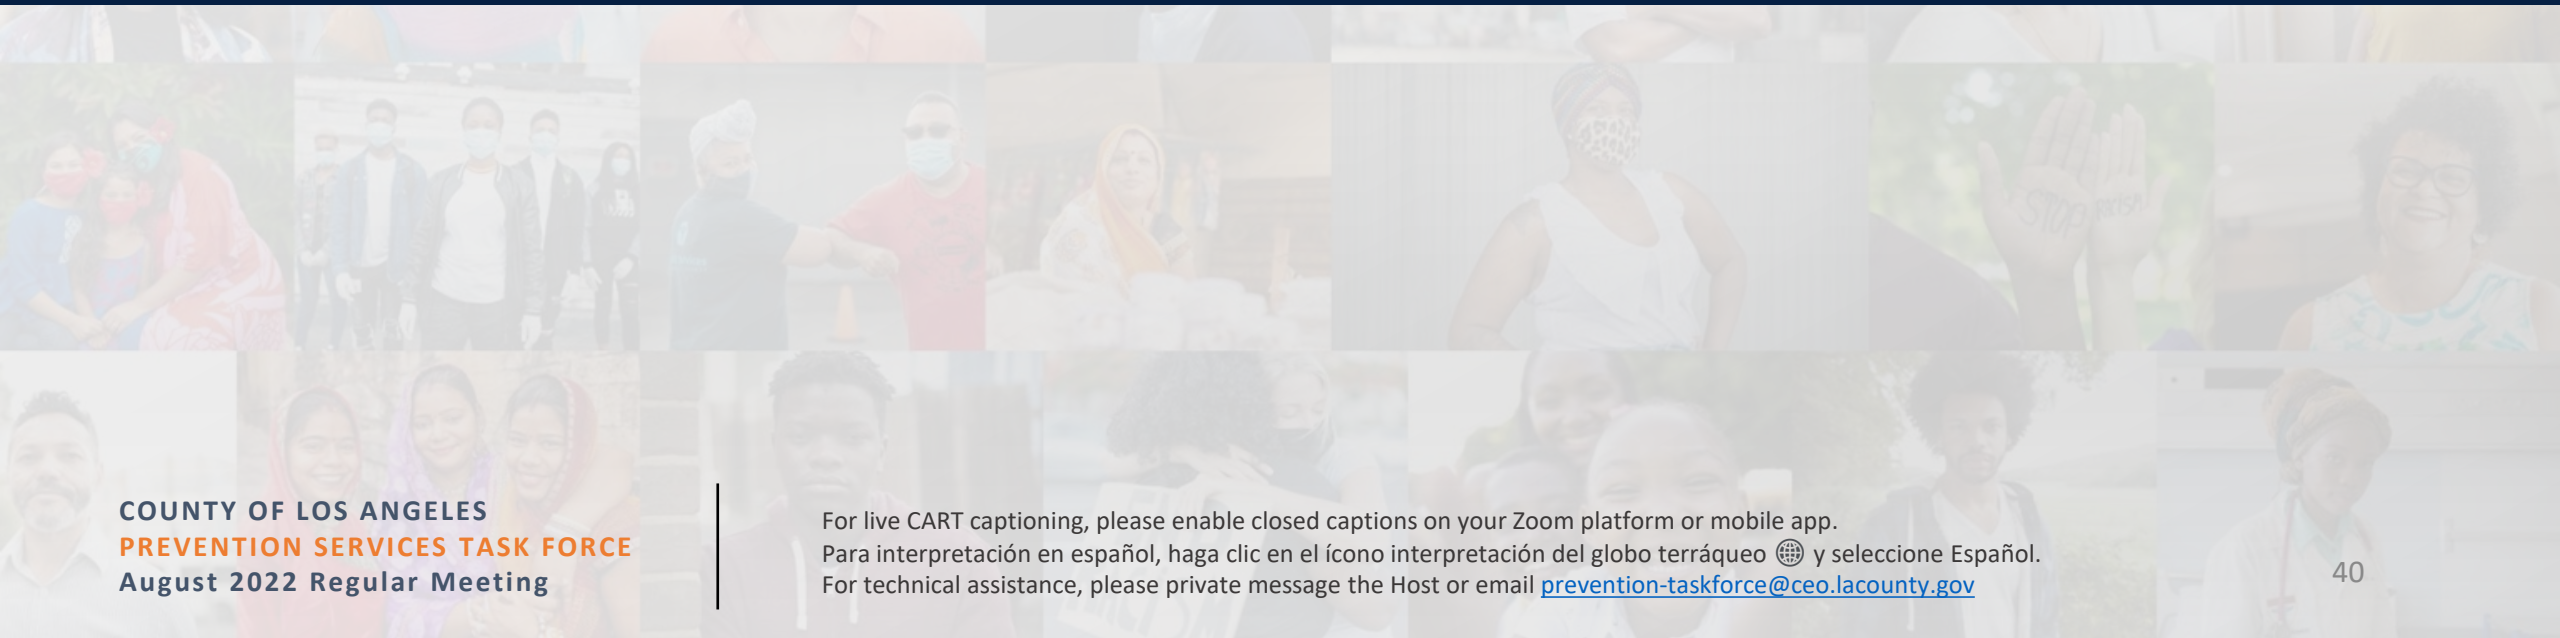 STOP racism
COUNTY OF LOS ANGELES
PREVENTION SERVICES TASK FORCE
August 2022 Regular Meeting
For live CART captioning, please enable closed captions on your Zoom platform or mobile app.
Para interpretación en español, haga clic en el ícono interpretación del globo terráqueo y seleccione Español.
For technical assistance, please private message the Host or email prevention-taskforce@ceo.lacounty.gov
40